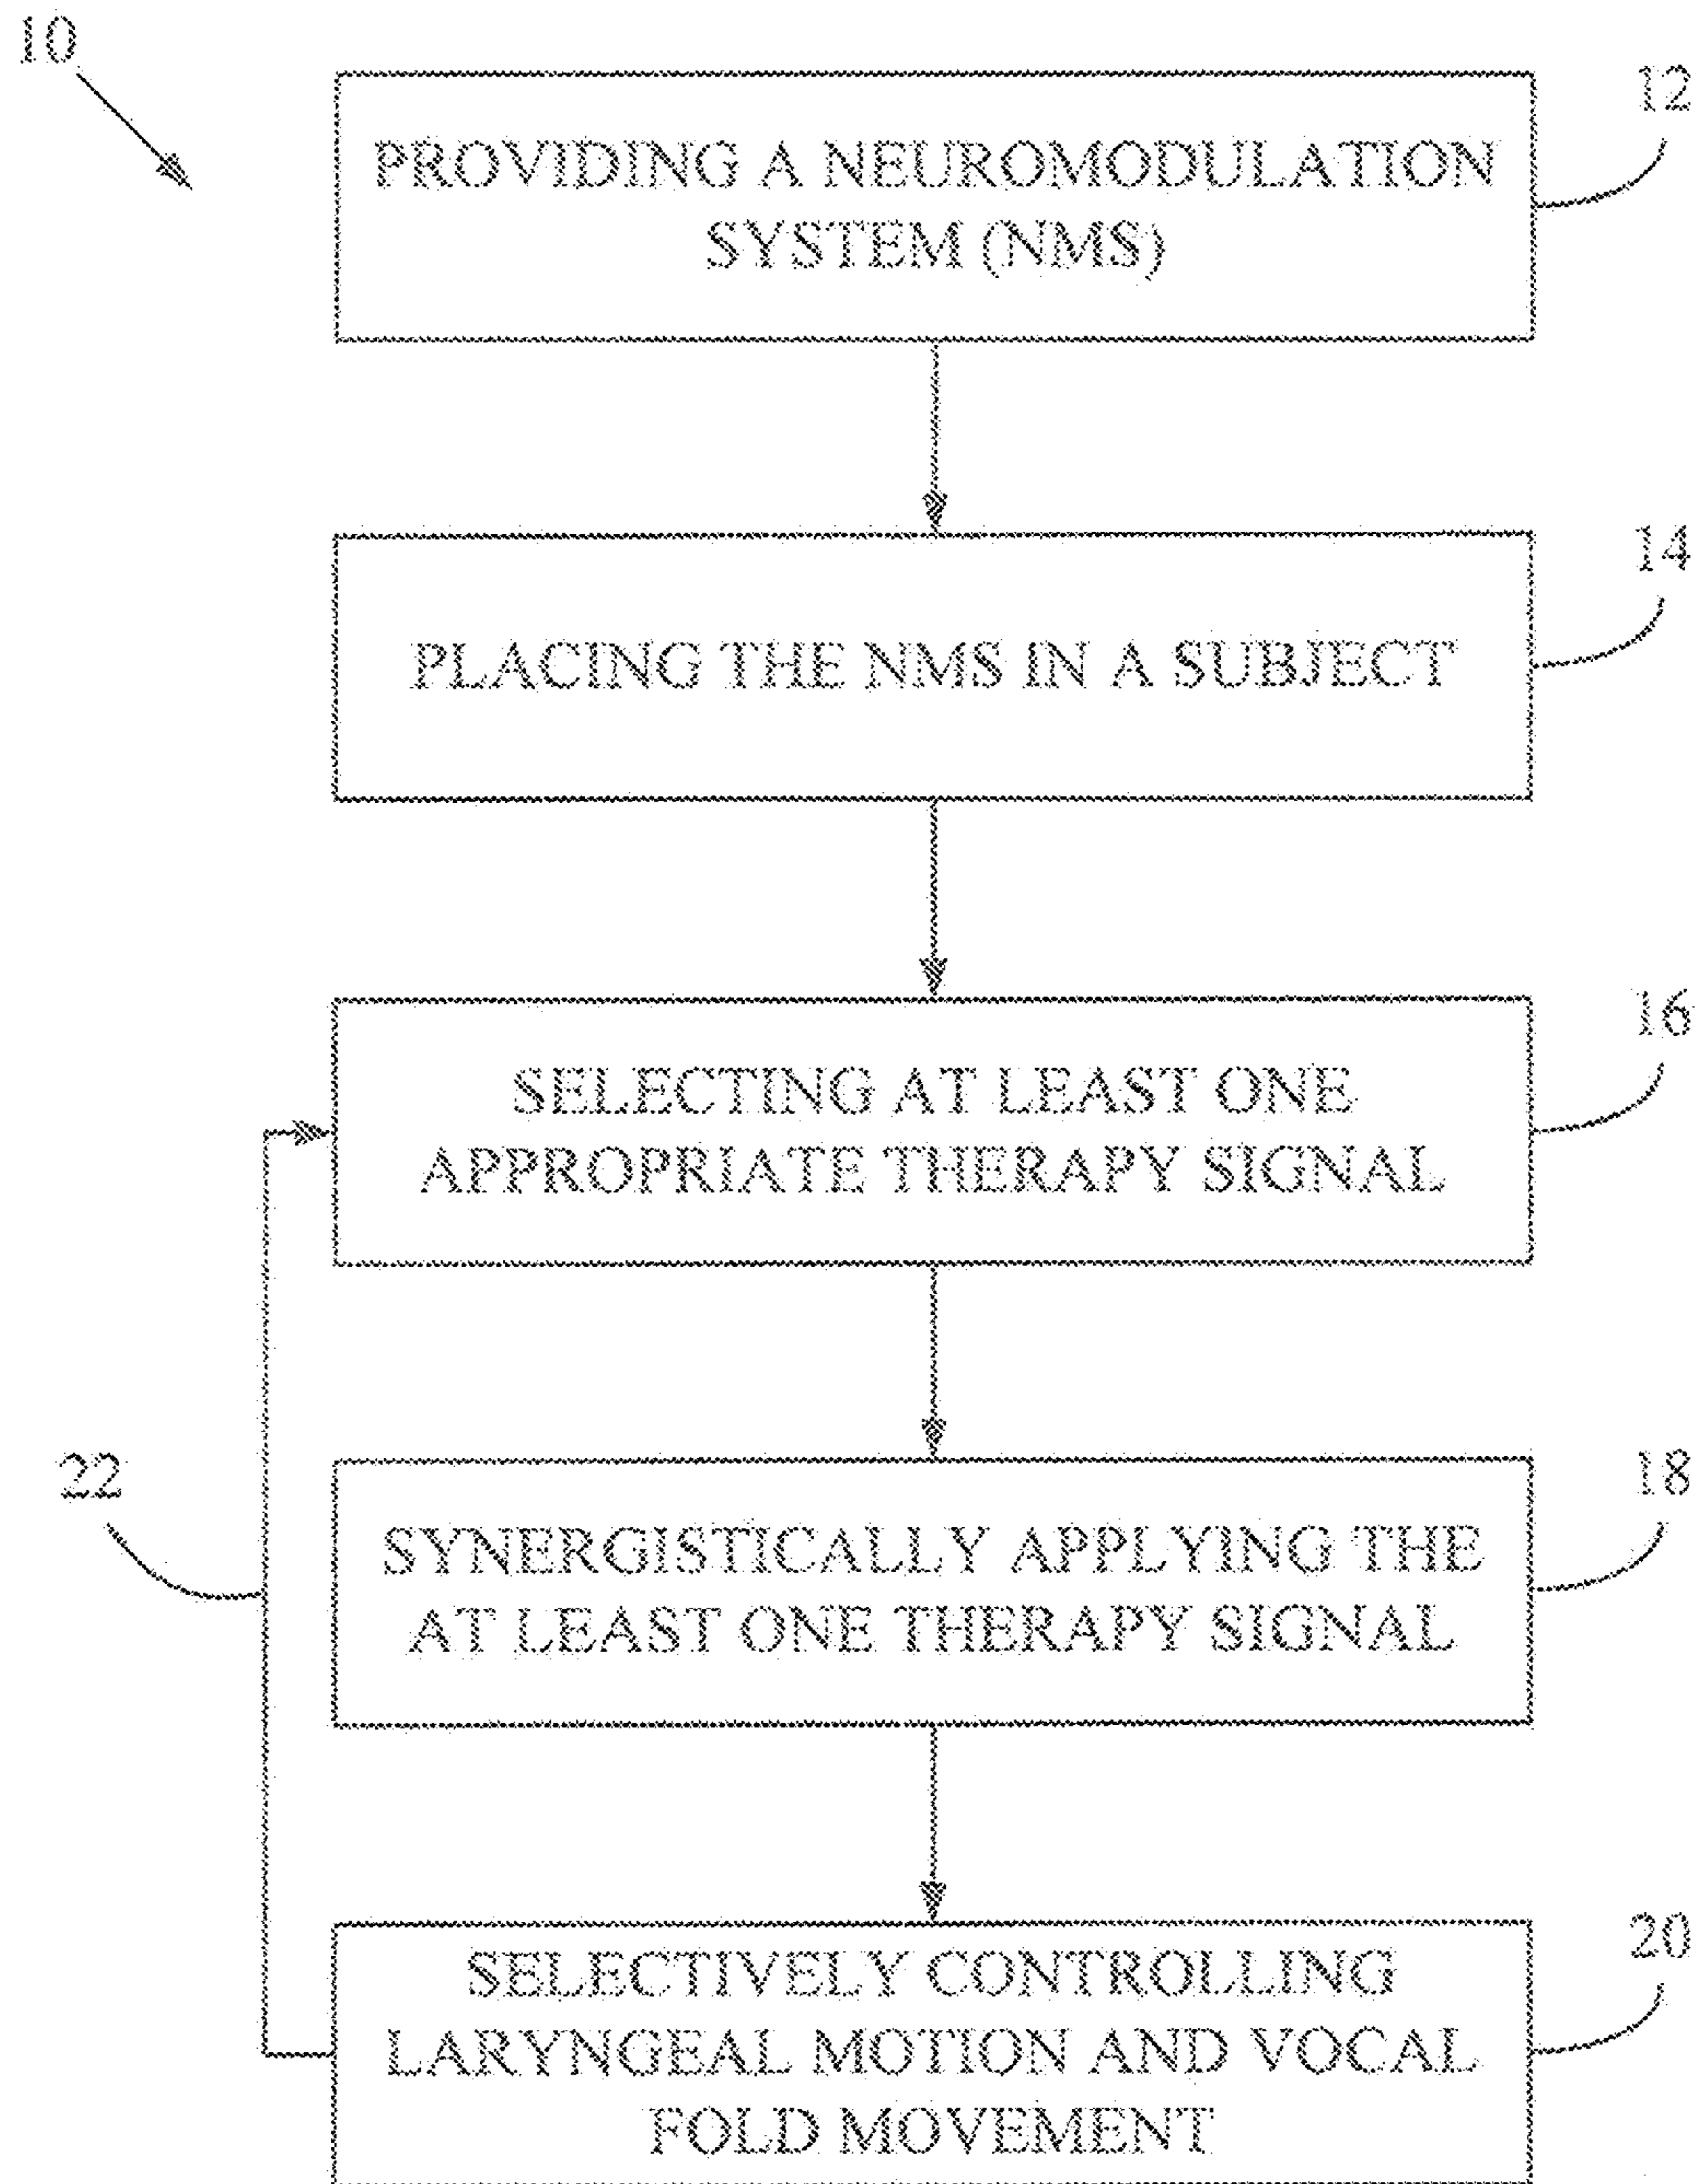 10
12
PROVIDING A NEUROMODULATION
SYSTEM (NMS)
14
PLACING THE NMS IN A SUBJECT
16
SELECTING AT LEAST ONE
APPROPRIATE THERAPY SIGNAL
22
18
SYNERGISTICALLY APPLYING THE
AT LEAST ONE THERAPY SIGNAL
20
SELECTIVELY CONTROLLING
LARYNGEAL MOTION AND VOCAL
FOLD MOVEMENT